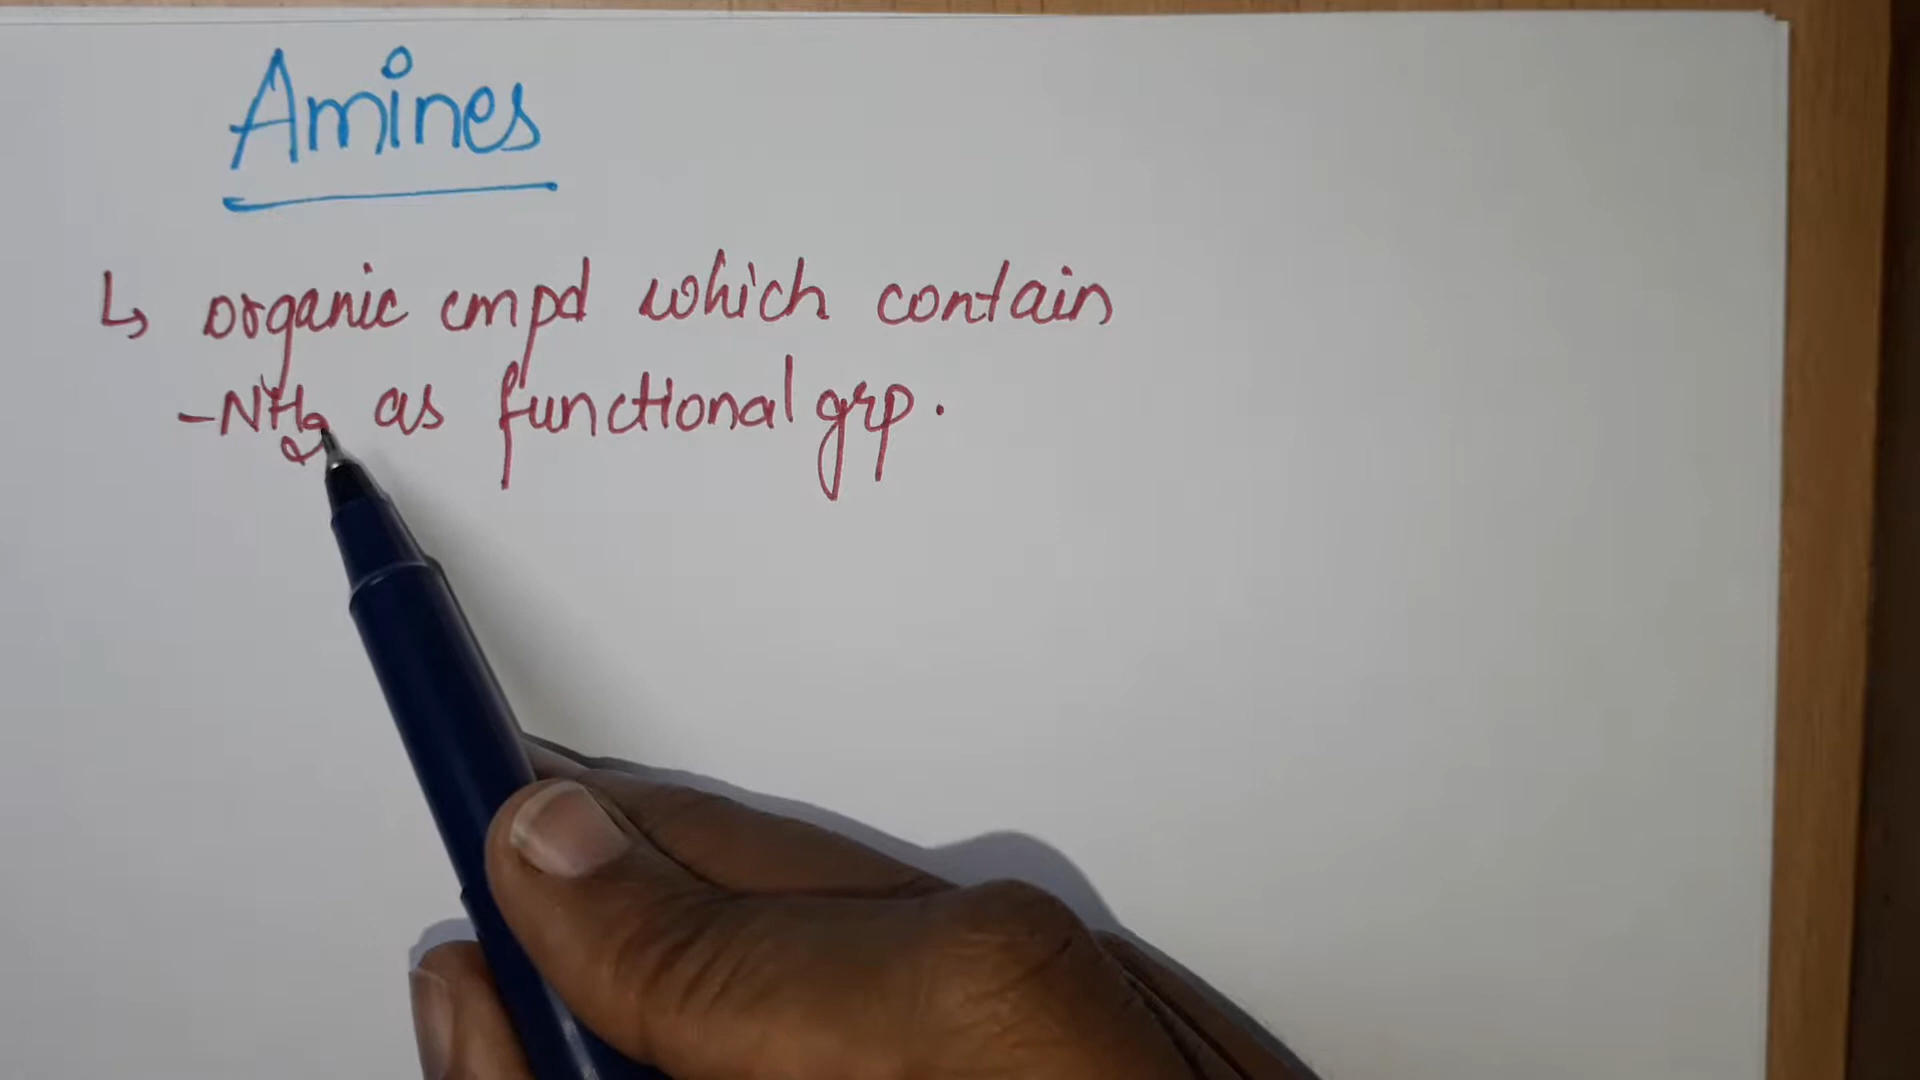 Amines
↳ organic cmpd which contain
-NH2 as functional grp.